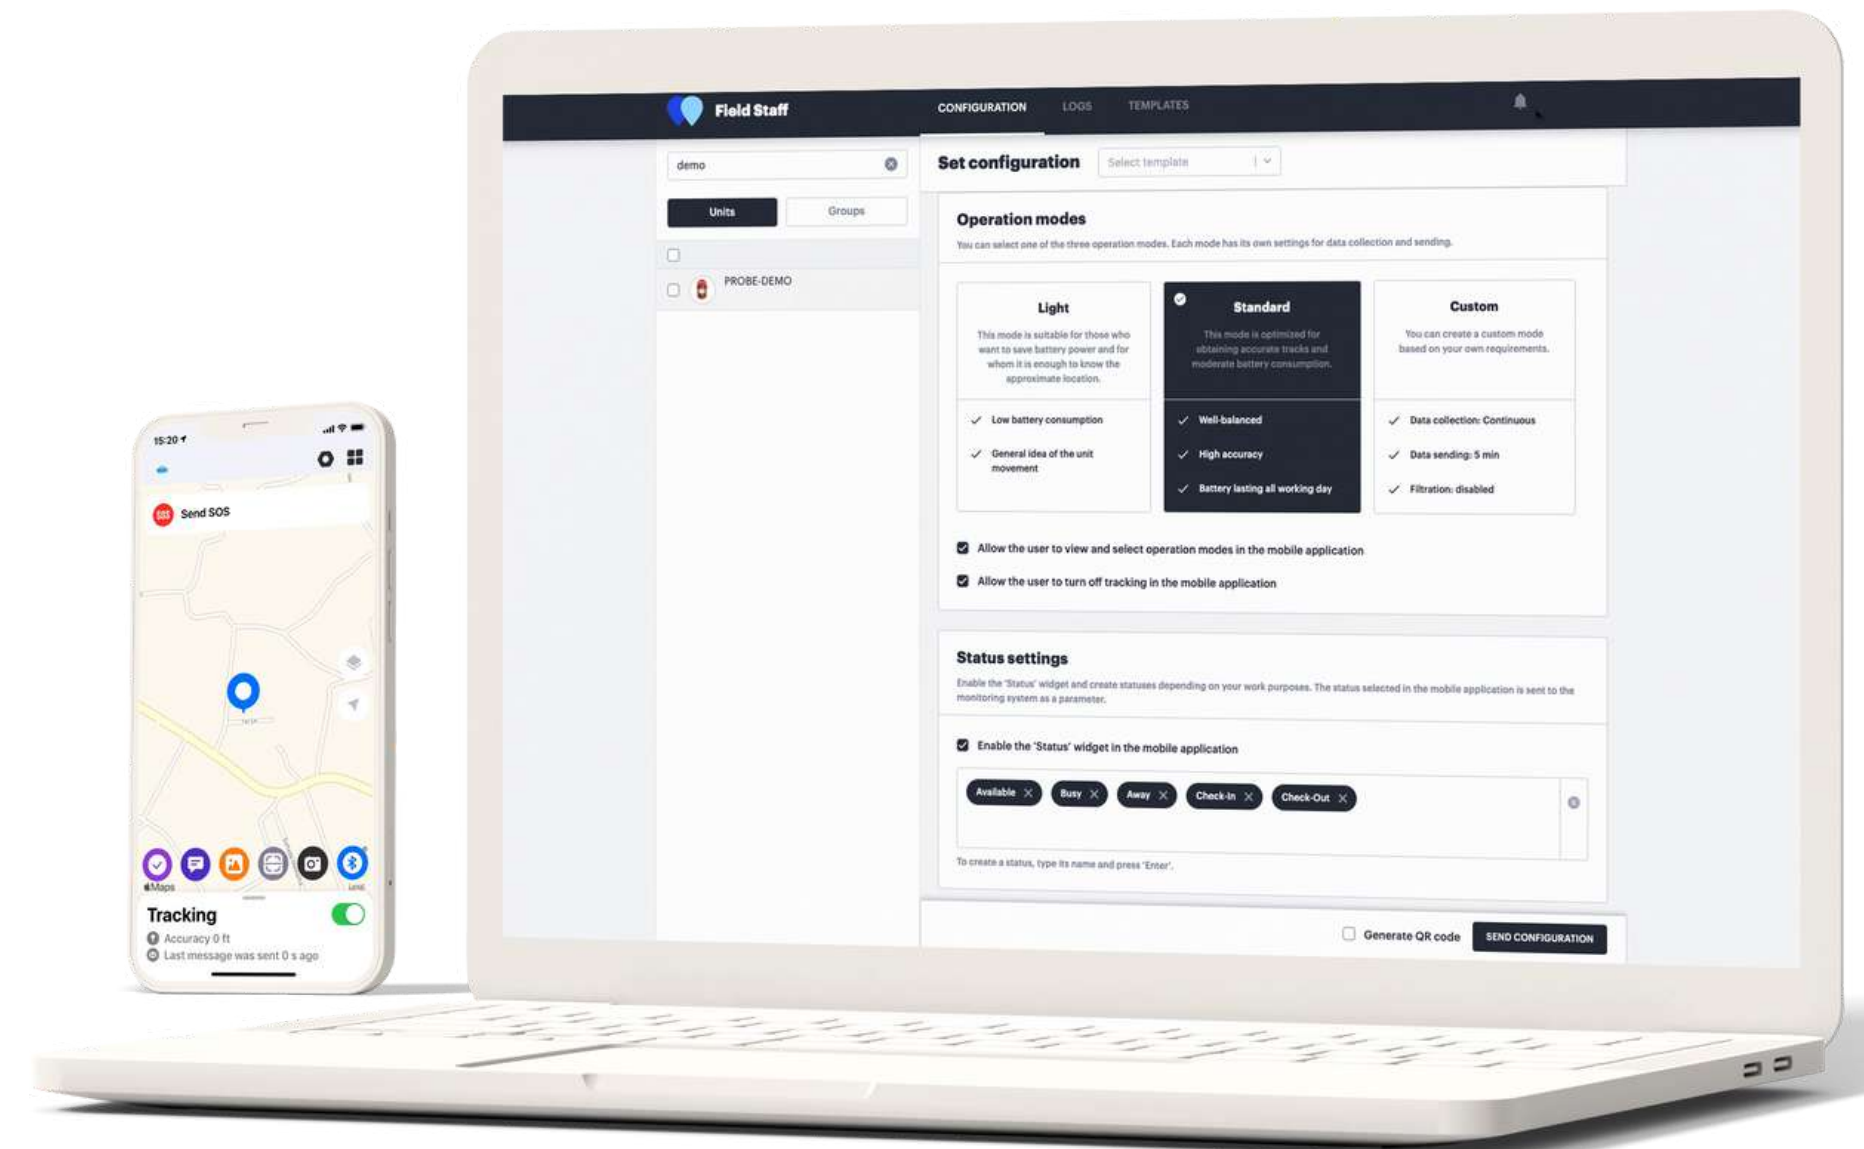 15:20
SOS
Send SOS
Maps
Tracking
Accuracy 0 ft
Last message was sent 0 s ago
Field Staff
CONFIGURATION
LOGS
TEMPLATES
demo
Units
Groups
PROBE-DEMO
Set configuration
Select template
Operation modes
You can select one of the three operation modes. Each mode has its own settings for data collection and sending.
Light
This mode is suitable for those who
want to save battery power and for
whom it is enough to know the
approximate location.
Low battery consumption
General idea of the unit
movement
Standard
This mode is optimized for
obtaining accurate tracks and
moderate battery consumption.
Well-balanced
High accuracy
Battery lasting all working day
Custom
You can create a custom mode
based on your own requirements.
Data collection: Continuous
Data sending: 5 min
Filtration: disabled
Allow the user to view and select operation modes in the mobile application
Allow the user to turn off tracking in the mobile application
Status settings
Enable the 'Status' widget and create statuses depending on your work purposes. The status selected in the mobile application is sent to the
monitoring system as a parameter.
Enable the 'Status' widget in the mobile application
Available
Busy
Away
Check-In
Check-Out
To create a status, type its name and press 'Enter'.
Generate QR code
SEND CONFIGURATION